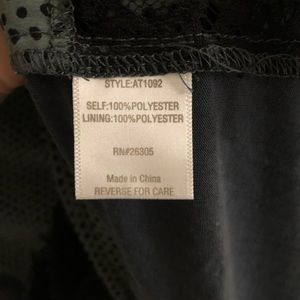 STYLE:AT1092
SELF:100%POLYESTER
LINING:100%POLYESTER
RN#26305
Made in China
REVERSE FOR CARE